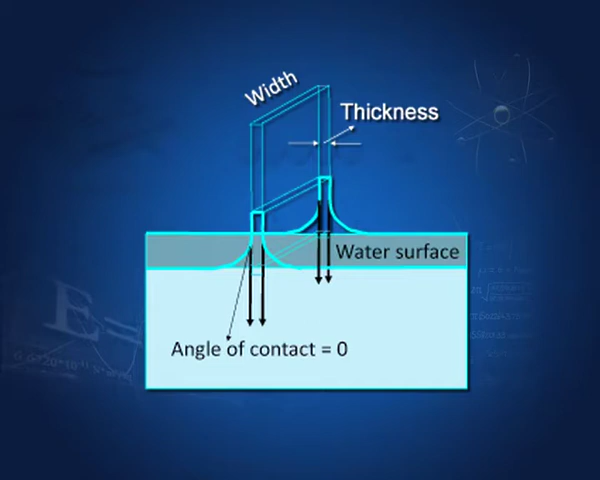 Width
Thickness
Water surface
Angle of contact = 0
E=